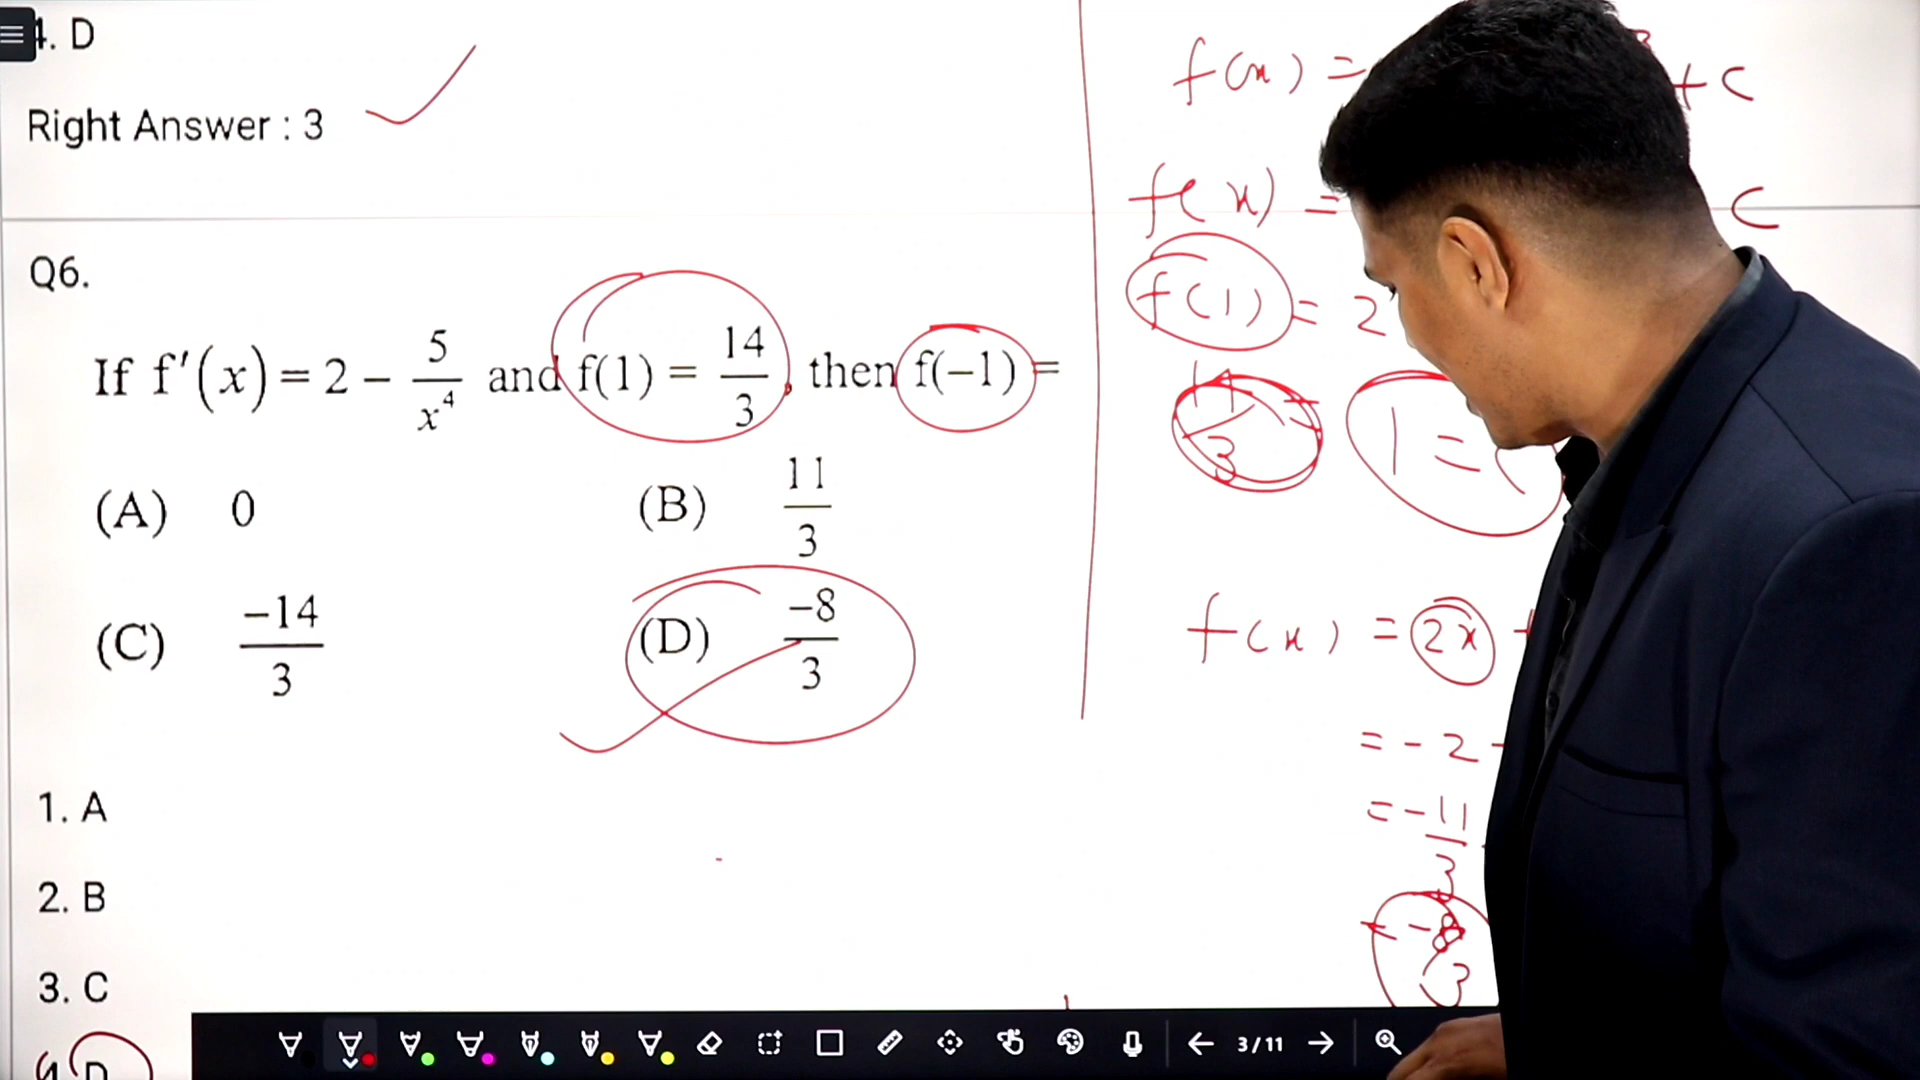 4. D
Right Answer : 3
Q6.
If f′(x) = 2 − 5/x⁴ and f(1) = 14/3, then f(−1) =
(A) 0 (B) 11/3
(C) −14/3 (D) −8/3
1. A
2. B
3. C
4. D
f(x) = + C
f(x) = C
f(1) = 2
14/3 = 1 = C
f(x) = 2x +
= - 2 -
= - 11/3
= - 8/3
3/11